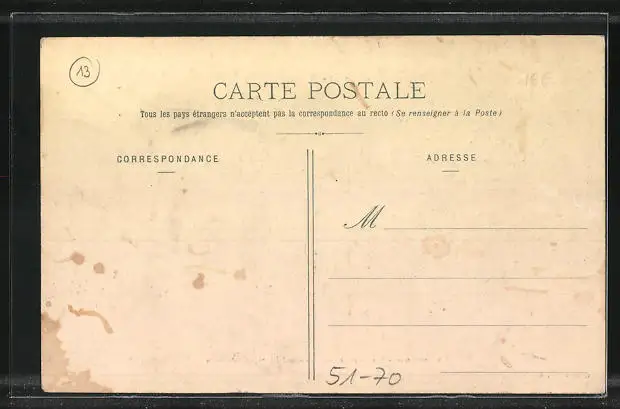 13
CARTE POSTALE
Tous les pays étrangers n'acceptent pas la correspondance au recto (Se renseigner à la Poste)
CORRESPONDANCE
ADRESSE
M
51-70